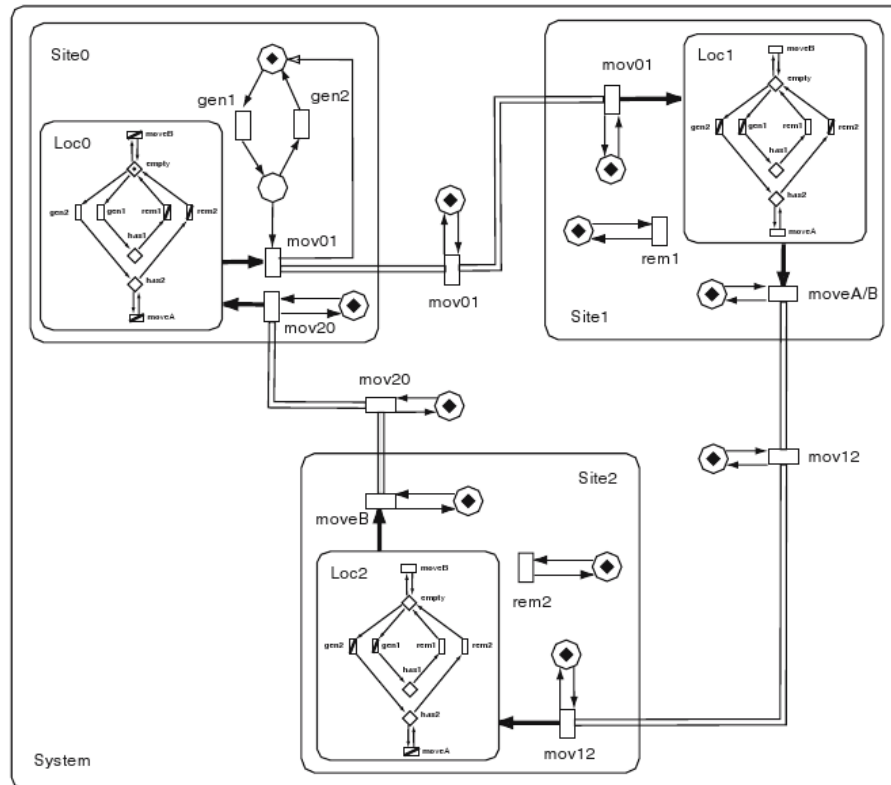 Site0
gen1
gen2
Loc0
moveB
empty
gen2
gen1
rem1
rem2
has1
has2
moveA
mov01
mov20
mov01
mov01
Loc1
moveB
empty
gen2
gen1
rem1
rem2
has1
has2
moveA
rem1
moveA/B
Site1
mov20
mov12
Site2
moveB
Loc2
moveB
empty
gen2
gen1
rem1
rem2
has1
has2
moveA
rem2
mov12
System